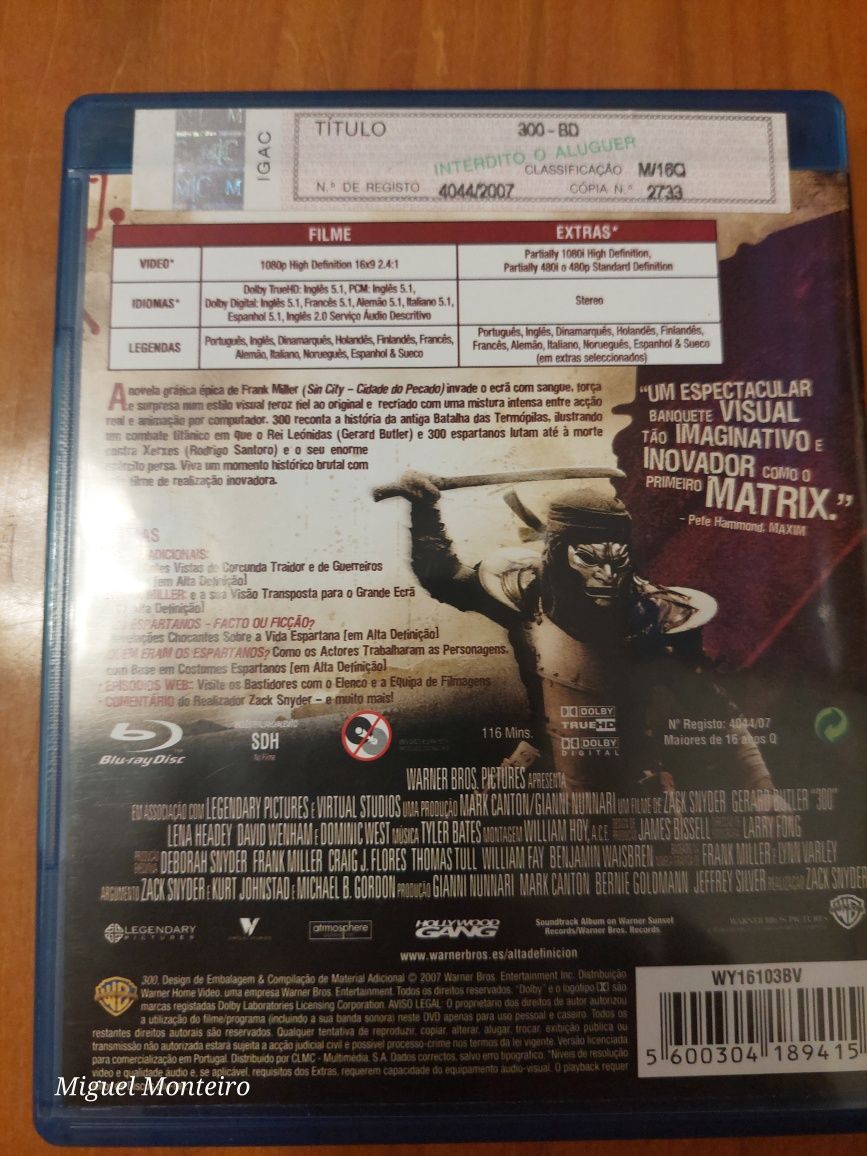 IGAC
TÍTULO 300 - BD
INTERDITO O ALUGUER
CLASSIFICAÇÃO M/16Q
N.º DE REGISTO 4044/2007 CÓPIA N.º 2733
FILME EXTRAS*
VIDEO* 1080p High Definition 16x9 2.4:1 Partially 1080i High Definition,
Partially 480i o 480p Standard Definition
IDIOMAS* Dolby TrueHD: Inglês 5.1, PCM: Inglês 5.1,
Dolby Digital: Inglês 5.1, Francês 5.1, Alemão 5.1, Italiano 5.1,
Espanhol 5.1, Inglês 2.0 Serviço Áudio Descritivo
Stereo
LEGENDAS Português, Inglês, Dinamarquês, Holandês, Finlandês, Francês,
Alemão, Italiano, Norueguês, Espanhol & Sueco
Português, Inglês, Dinamarquês, Holandês, Finlandês,
Francês, Alemão, Italiano, Norueguês, Espanhol & Sueco
(em extras seleccionados)
A novela gráfica épica de Frank Miller (Sin City – Cidade do Pecado) invade o ecrã com sangue, força
e surpresa num estilo visual feroz fiel ao original e recriado com uma mistura intensa entre acção
real e animação por computador. 300 reconta a história da antiga Batalha das Termópilas, ilustrando
um combate titânico em que o Rei Leónidas (Gerard Butler) e 300 espartanos lutam até à morte
contra Xerxes (Rodrigo Santoro) e o seu enorme
exército persa. Viva um momento histórico brutal com
filme de realização inovadora.
"UM ESPECTACULAR
BANQUETE VISUAL
TÃO IMAGINATIVO E
INOVADOR COMO O
PRIMEIRO MATRIX."
- Pete Hammond, MAXIM
ADICIONAIS:
Vistas de Corcunda Traidor e de Guerreiros
[em Alta Definição]
MILLER: e a sua Visão Transposta para o Grande Ecrã
Alta Definição]
ESPARTANOS - FACTO OU FICÇÃO?
Revelações Chocantes Sobre a Vida Espartana [em Alta Definição]
QUEM ERAM OS ESPARTANOS? Como os Actores Trabalharam as Personagens,
com Base em Costumes Espartanos [em Alta Definição]
• EPISÓDIOS WEB: Visite os Bastidores com o Elenco e a Equipa de Filmagens
• COMENTÁRIO do Realizador Zack Snyder – e muito mais!
Blu-ray Disc
SDH
No Filme
116 Mins.
DOLBY
TRUEHD
DOLBY
DIGITAL
Nº Registo: 4044/07
Maiores de 16 anos Q
WARNER BROS. PICTURES APRESENTA
EM ASSOCIAÇÃO COM LEGENDARY PICTURES E VIRTUAL STUDIOS UMA PRODUÇÃO MARK CANTON/GIANNI NUNNARI UM FILME DE ZACK SNYDER GERARD BUTLER "300"
LENA HEADEY DAVID WENHAM E DOMINIC WEST MÚSICA TYLER BATES MONTAGEM WILLIAM HOY, A.C.E. JAMES BISSELL LARRY FONG
DEBORAH SNYDER FRANK MILLER CRAIG J. FLORES THOMAS TULL WILLIAM FAY BENJAMIN WAISBREN FRANK MILLER E LYNN VARLEY
ARGUMENTO ZACK SNYDER E KURT JOHNSTAD E MICHAEL B. GORDON PRODUÇÃO GIANNI NUNNARI MARK CANTON BERNIE GOLDMANN JEFFREY SILVER REALIZAÇÃO ZACK SNYDER
LEGENDARY
PICTURES
atmosphere
HOLLYWOOD
GANG
Soundtrack Album on Warner Sunset
Records/Warner Bros. Records.
WARNER BROS. PICTURES
www.warnerbros.es/altadefinicion
300, Design de Embalagem & Compilação de Material Adicional © 2007 Warner Bros. Entertainment Inc. Distribuição
Warner Home Video, uma empresa Warner Bros. Entertainment. Todos os direitos reservados. "Dolby" e o logotipo são
marcas registadas Dolby Laboratories Licensing Corporation. AVISO LEGAL: O proprietário dos direitos de autor autorizou
a utilização do filme/programa (incluindo a sua banda sonora) neste DVD apenas para uso pessoal e caseiro. Todos os
restantes direitos autorais são reservados. Qualquer tentativa de reproduzir, copiar, alterar, alugar, trocar, exibição pública ou
transmissão não autorizada estará sujeita a acção judicial civil e possível processo-crime nos termos da lei vigente. Versão licenciada
para comercialização em Portugal. Distribuído por CLMC - Multimédia, S.A. Dados correctos, salvo erro tipográfico. *Níveis de resolução
video e qualidade áudio e, se aplicável, requisitos dos Extras, requerem capacidade do equipamento áudio-visual. O playback requer
WY16103BV
5 600304 189415
Miguel Monteiro